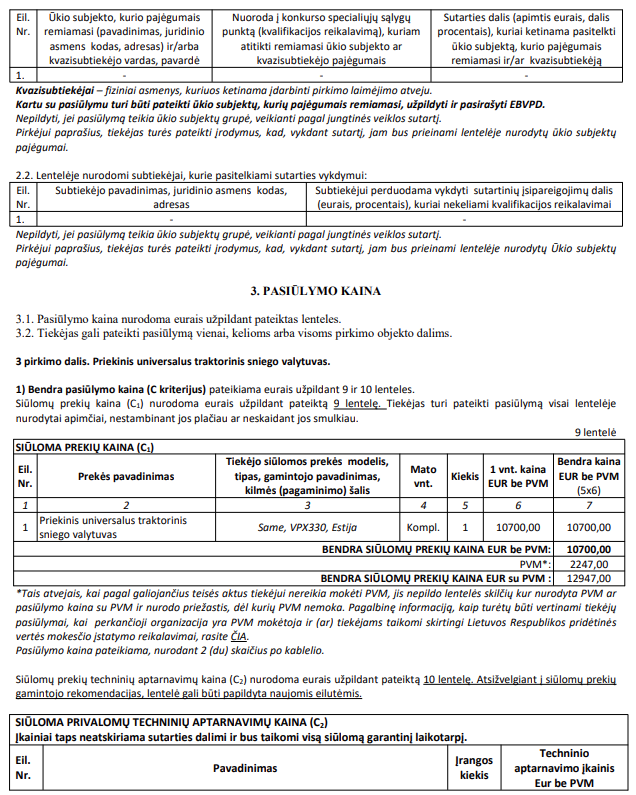 Eil. Nr.
Ūkio subjekto, kurio pajėgumais remiamasi (pavadinimas, juridinio asmens kodas, adresas) ir/arba kvazisubtiekėjo vardas, pavardė
Nuoroda į konkurso specialiųjų sąlygų punktą (kvalifikacijos reikalavimą), kuriam atitikti remiamasi ūkio subjekto ar kvazisubtiekėjo pajėgumais
Sutarties dalis (apimtis eurais, dalis procentais), kuriai ketinama pasitelkti ūkio subjektą, kurio pajėgumais remiamasi ir/ar kvazisubtiekėją
1. - - -
Kvazisubtiekėjai – fiziniai asmenys, kuriuos ketinama įdarbinti pirkimo laimėjimo atveju.
Kartu su pasiūlymu turi būti pateikti ūkio subjektų, kurių pajėgumais remiamasi, užpildyti ir pasirašyti EBVPD.
Nepildyti, jei pasiūlymą teikia ūkio subjektų grupė, veikianti pagal jungtinės veiklos sutartį.
Pirkėjui paprašius, tiekėjas turės pateikti įrodymus, kad, vykdant sutartį, jam bus prieinami lentelėje nurodytų ūkio subjektų
pajėgumai.
2.2. Lentelėje nurodomi subtiekėjai, kurie pasitelkiami sutarties vykdymui:
Eil. Nr.
Subtiekėjo pavadinimas, juridinio asmens kodas, adresas
Subtiekėjui perduodama vykdyti sutartinių įsipareigojimų dalis (eurais, procentais), kuriai nekeliami kvalifikacijos reikalavimai
1. - -
Nepildyti, jei pasiūlymą teikia ūkio subjektų grupė, veikianti pagal jungtinės veiklos sutartį.
Pirkėjui paprašius, tiekėjas turės pateikti įrodymus, kad, vykdant sutartį, jam bus prieinami lentelėje nurodytų Ūkio subjektų
pajėgumai.
3. PASIŪLYMO KAINA
3.1. Pasiūlymo kaina nurodoma eurais užpildant pateiktas lenteles.
3.2. Tiekėjas gali pateikti pasiūlymą vienai, kelioms arba visoms pirkimo objekto dalims.
3 pirkimo dalis. Priekinis universalus traktorinis sniego valytuvas.
1) Bendra pasiūlymo kaina (C kriterijus) pateikiama eurais užpildant 9 ir 10 lenteles.
Siūlomų prekių kaina (C₁) nurodoma eurais užpildant pateiktą 9 lentelę. Tiekėjas turi pateikti pasiūlymą visai lentelėje
nurodytai apimčiai, nestambinant jos plačiau ar neskaidant jos smulkiau.
9 lentelė
SIŪLOMA PREKIŲ KAINA (C₁)
Eil. Nr.
Prekės pavadinimas
Tiekėjo siūlomos prekės modelis, tipas, gamintojo pavadinimas, kilmės (pagaminimo) šalis
Mato vnt.
Kiekis
1 vnt. kaina EUR be PVM
Bendra kaina EUR be PVM (5x6)
1 2 3 4 5 6 7
1 Priekinis universalus traktorinis sniego valytuvas Same, VPX330, Estija Kompl. 1 10700,00 10700,00
BENDRA SIŪLOMŲ PREKIŲ KAINA EUR be PVM: 10700,00
PVM*: 2247,00
BENDRA SIŪLOMŲ PREKIŲ KAINA EUR su PVM : 12947,00
*Tais atvejais, kai pagal galiojančius teisės aktus tiekėjui nereikia mokėti PVM, jis nepildo lentelės skilčių kur nurodyta PVM ar
pasiūlymo kaina su PVM ir nurodo priežastis, dėl kurių PVM nemoka. Pagalbinę informaciją, kaip turėtų būti vertinami tiekėjų
pasiūlymai, kai perkančioji organizacija yra PVM mokėtoja ir (ar) tiekėjams taikomi skirtingi Lietuvos Respublikos pridėtinės
vertės mokesčio įstatymo reikalavimai, rasite ČIA.
Pasiūlymo kaina pateikiama, nurodant 2 (du) skaičius po kablelio.
Siūlomų prekių techninių aptarnavimų kaina (C₂) nurodoma eurais užpildant pateiktą 10 lentelę. Atsižvelgiant į siūlomų prekių
gamintojo rekomendacijas, lentelė gali būti papildyta naujomis eilutėmis.
SIŪLOMA PRIVALOMŲ TECHNINIŲ APTARNAVIMŲ KAINA (C₂)
Įkainiai taps neatskiriama sutarties dalimi ir bus taikomi visą siūlomą garantinį laikotarpį.
Eil. Nr.
Pavadinimas
Įrangos kiekis
Techninio aptarnavimo įkainis Eur be PVM